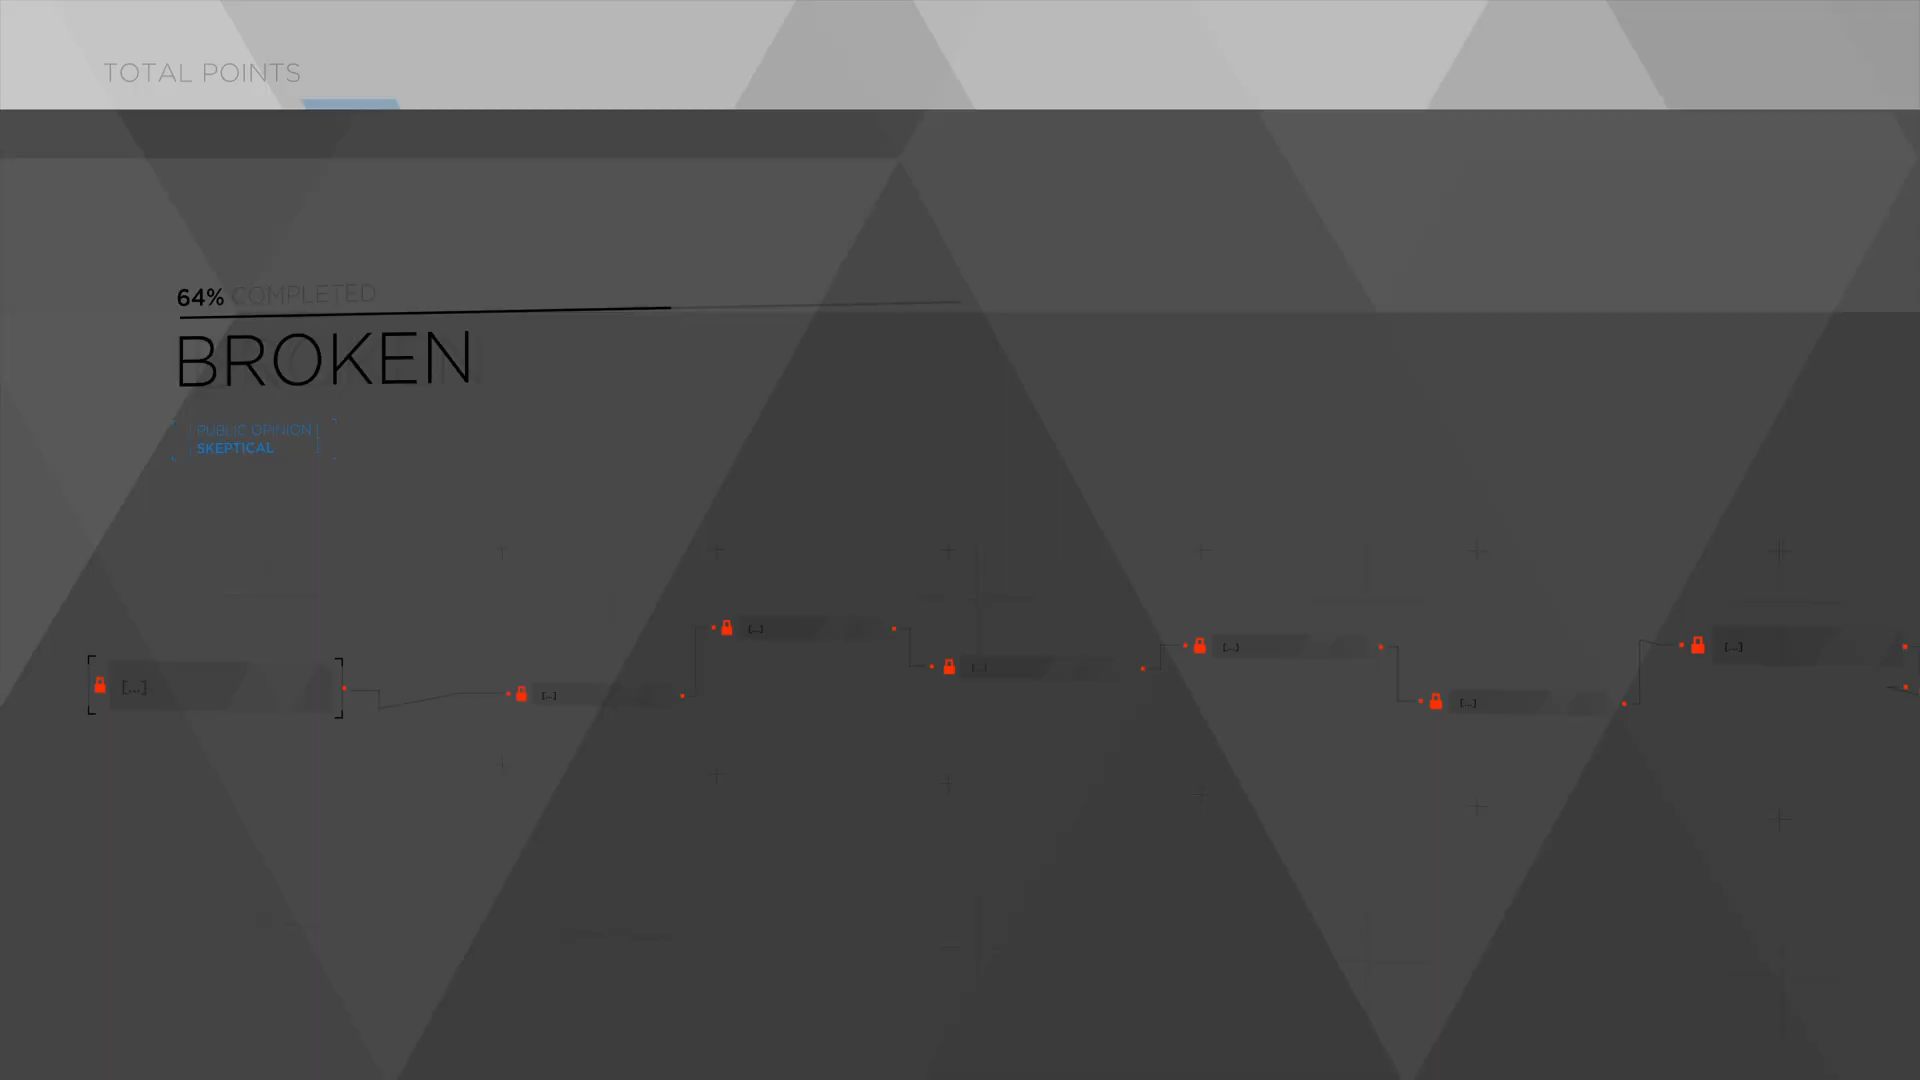 TOTAL POINTS
64% COMPLETED
BROKEN
PUBLIC OPINION
SKEPTICAL
[...]
[...]
[...]
[...]
[...]
[...]
[...]